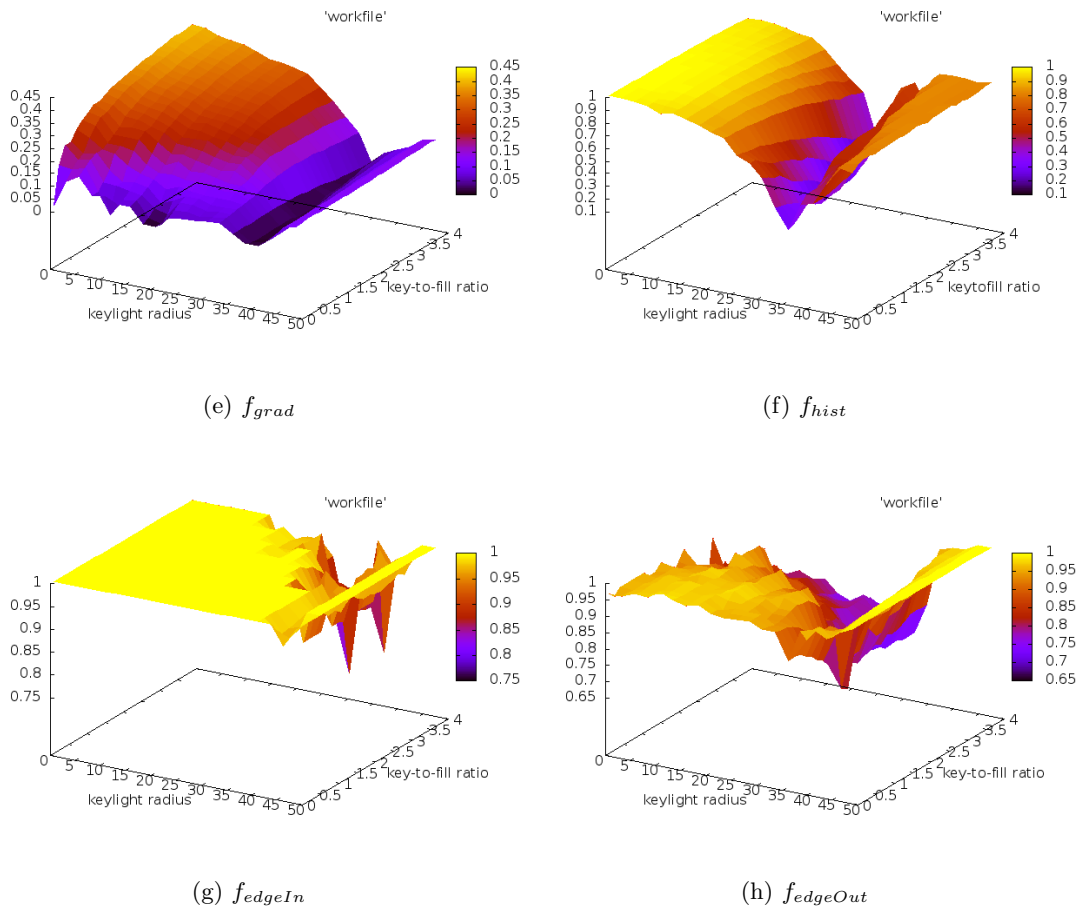 'workfile'
0.45
0.4
0.35
0.3
0.25
0.2
0.15
0.1
0.05
0
0.45
0.4
0.35
0.3
0.25
0.2
0.15
0.1
0.05
0
0 5 10 15 20 25 30 35 40 45 50
keylight radius
0 0.5 1 1.5 2 2.5 3 3.5 4
key-to-fill ratio
(e) f_grad
'workfile'
1
0.9
0.8
0.7
0.6
0.5
0.4
0.3
0.2
0.1
1
0.9
0.8
0.7
0.6
0.5
0.4
0.3
0.2
0.1
0 5 10 15 20 25 30 35 40 45 50
keylight radius
0 0.5 1 1.5 2 2.5 3 3.5 4
keytofill ratio
(f) f_hist
'workfile'
1
0.95
0.9
0.85
0.8
0.75
1
0.95
0.9
0.85
0.8
0.75
0 5 10 15 20 25 30 35 40 45 50
keylight radius
0 0.5 1 1.5 2 2.5 3 3.5 4
key-to-fill ratio
(g) f_edgeIn
'workfile'
1
0.95
0.9
0.85
0.8
0.75
0.7
0.65
1
0.95
0.9
0.85
0.8
0.75
0.7
0.65
0 5 10 15 20 25 30 35 40 45 50
keylight radius
0 0.5 1 1.5 2 2.5 3 3.5 4
key-to-fill ratio
(h) f_edgeOut